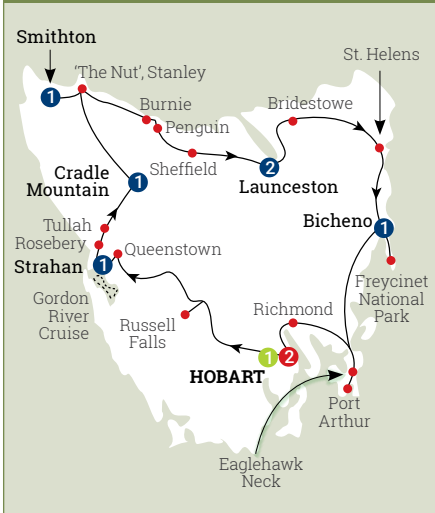 Smithton
St. Helens
'The Nut', Stanley
1
Burnie
Bridestowe
Penguin
Sheffield
2
Cradle
Mountain
1
Launceston
Bicheno
1
Tullah
Rosebery
Queenstown
Strahan
1
Freycinet
National
Park
Gordon
River
Cruise
Richmond
Russell
Falls
1
2
HOBART
Port
Arthur
Eaglehawk
Neck